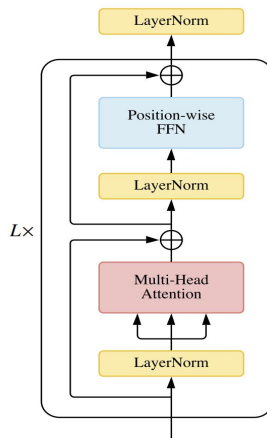 LayerNorm
Position-wise
FFN
LayerNorm
L×
Multi-Head
Attention
LayerNorm